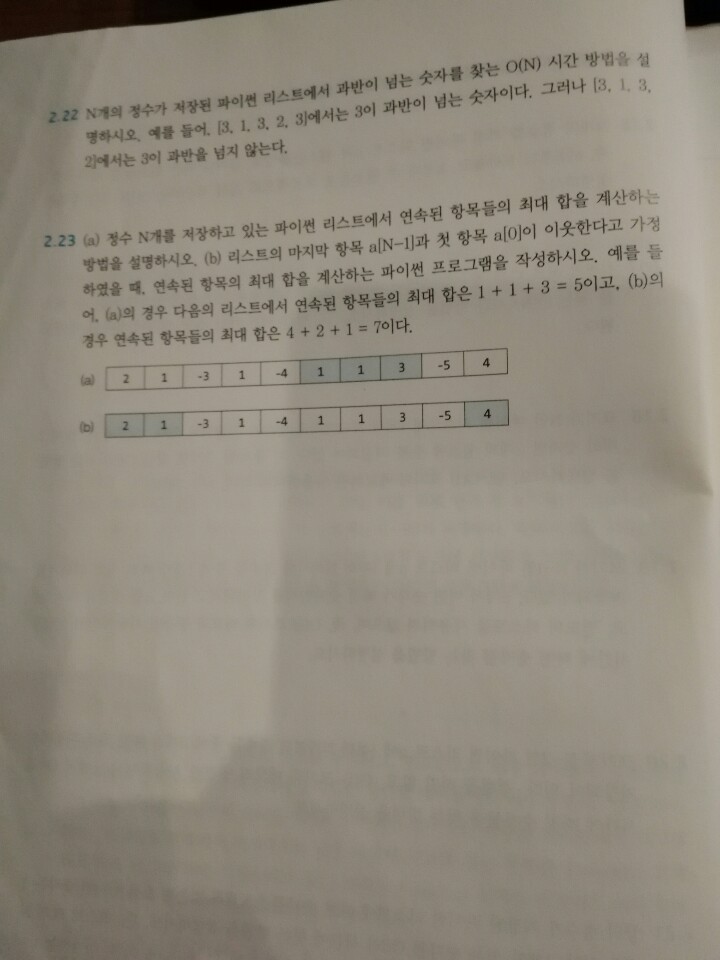 2.22 N개의 정수가 저장된 파이썬 리스트에서 과반이 넘는 숫자를 찾는 O(N) 시간 방법을 설
명하시오. 예를 들어, [3, 1, 3, 2, 3]에서는 3이 과반이 넘는 숫자이다. 그러나 [3, 1, 3,
2]에서는 3이 과반을 넘지 않는다.
2.23 (a) 정수 N개를 저장하고 있는 파이썬 리스트에서 연속된 항목들의 최대 합을 계산하는
방법을 설명하시오. (b) 리스트의 마지막 항목 a[N-1]과 첫 항목 a[0]이 이웃한다고 가정
하였을 때, 연속된 항목의 최대 합을 계산하는 파이썬 프로그램을 작성하시오. 예를 들
어, (a)의 경우 다음의 리스트에서 연속된 항목들의 최대 합은 1 + 1 + 3 = 5이고, (b)의
경우 연속된 항목들의 최대 합은 4 + 2 + 1 = 7이다.
(a) 2 1 -3 1 -4 1 1 3 -5 4
(b) 2 1 -3 1 -4 1 1 3 -5 4